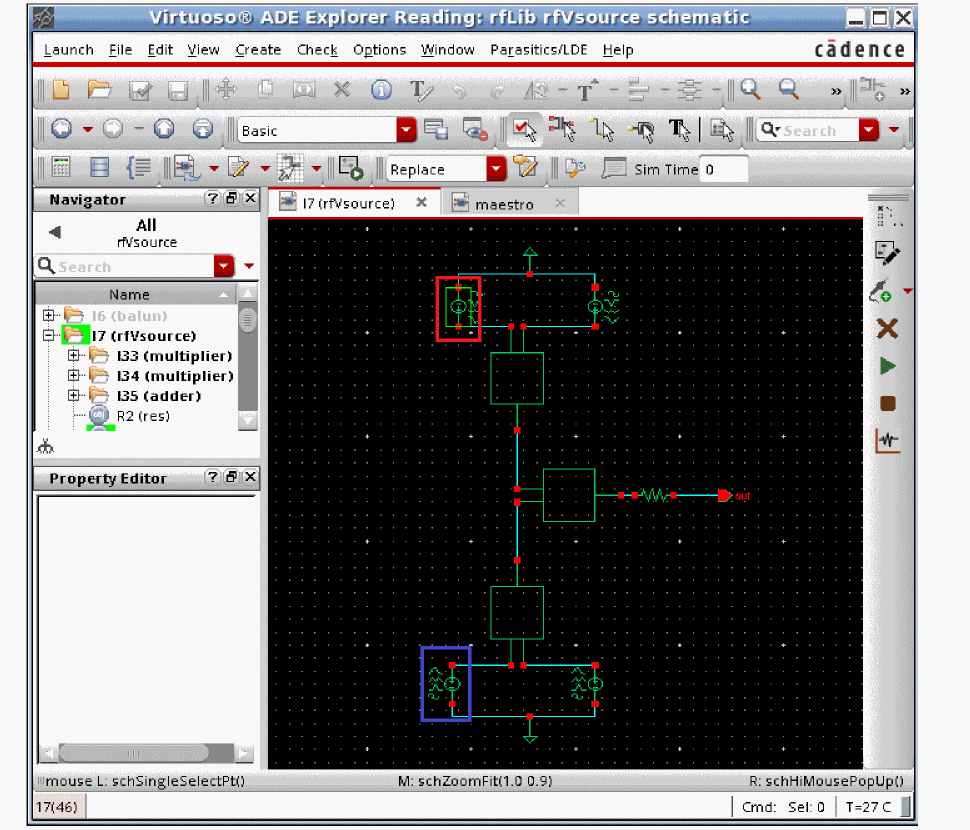 Virtuoso® ADE Explorer Reading: rfLib rfVsource schematic
Launch File Edit View Create Check Options Window Parasitics/LDE Help cādence
Basic Search
Replace Sim Time 0
Navigator I7 (rfVsource) maestro
All
rfVsource
Search
Name
I6 (balun)
I7 (rfVsource)
I33 (multiplier)
I34 (multiplier)
I35 (adder)
R2 (res)
out
Property Editor
mouse L: schSingleSelectPt() M: schZoomFit(1.0 0.9) R: schHiMousePopUp()
17(46) Cmd: Sel: 0 T=27 C